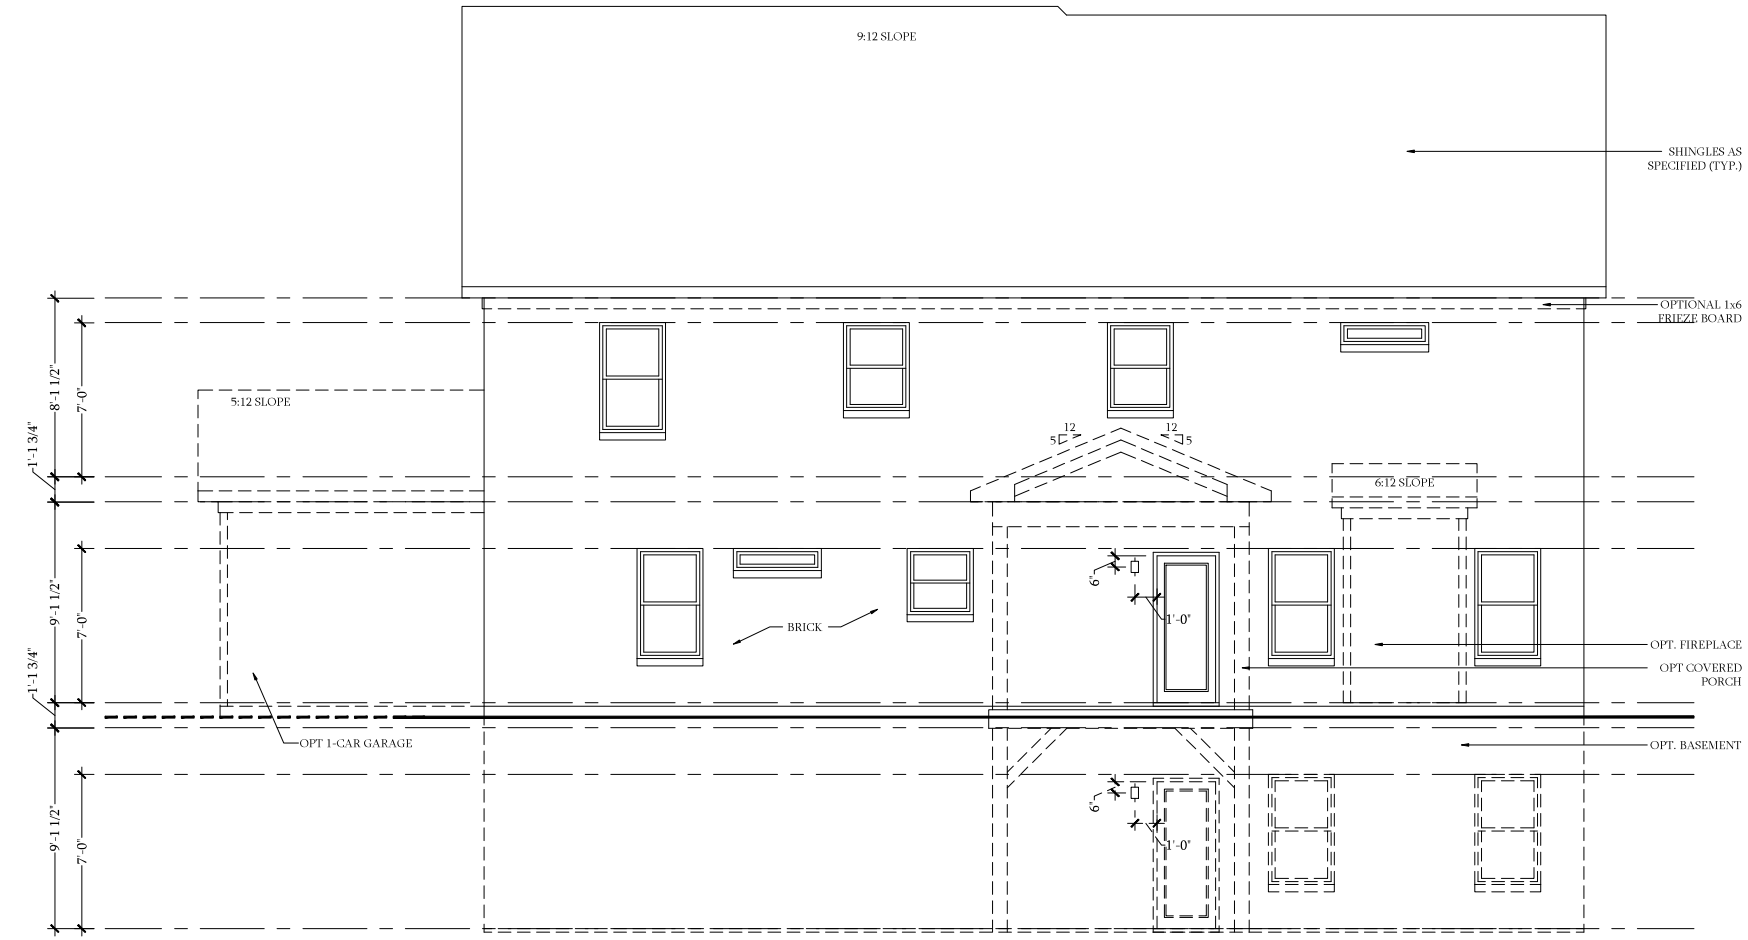 9:12 SLOPE
SHINGLES AS
SPECIFIED (TYP.)
OPTIONAL 1x6
FRIEZE BOARD
8'-1 1/2"
7'-0"
5:12 SLOPE
1'-1 3/4"
12
5
12
5
6:12 SLOPE
9'-1 1/2"
7'-0"
6"
1'-0"
BRICK
OPT. FIREPLACE
OPT COVERED
PORCH
1'-1 3/4"
OPT 1-CAR GARAGE
OPT. BASEMENT
9'-1 1/2"
7'-0"
6"
1'-0"